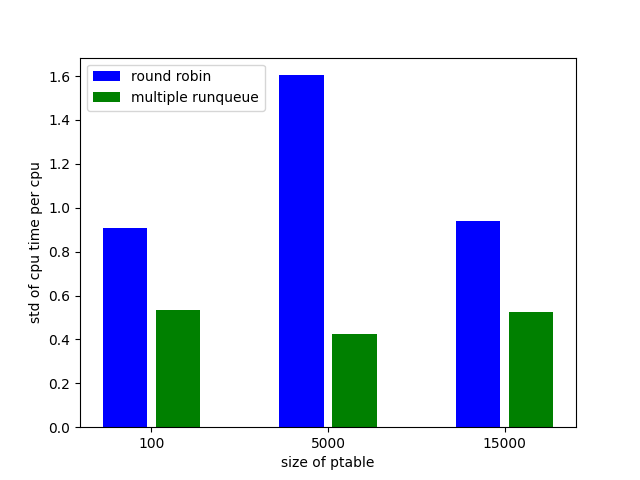 round robin
multiple runqueue
std of cpu time per cpu
1.6
1.4
1.2
1.0
0.8
0.6
0.4
0.2
0.0
100 5000 15000
size of ptable